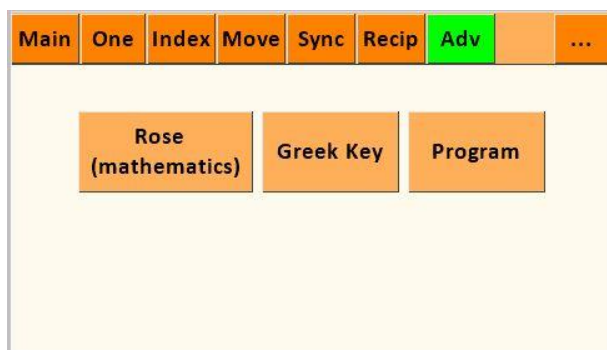 Main One Index Move Sync Recip Adv ...
Rose
(mathematics)
Greek Key
Program